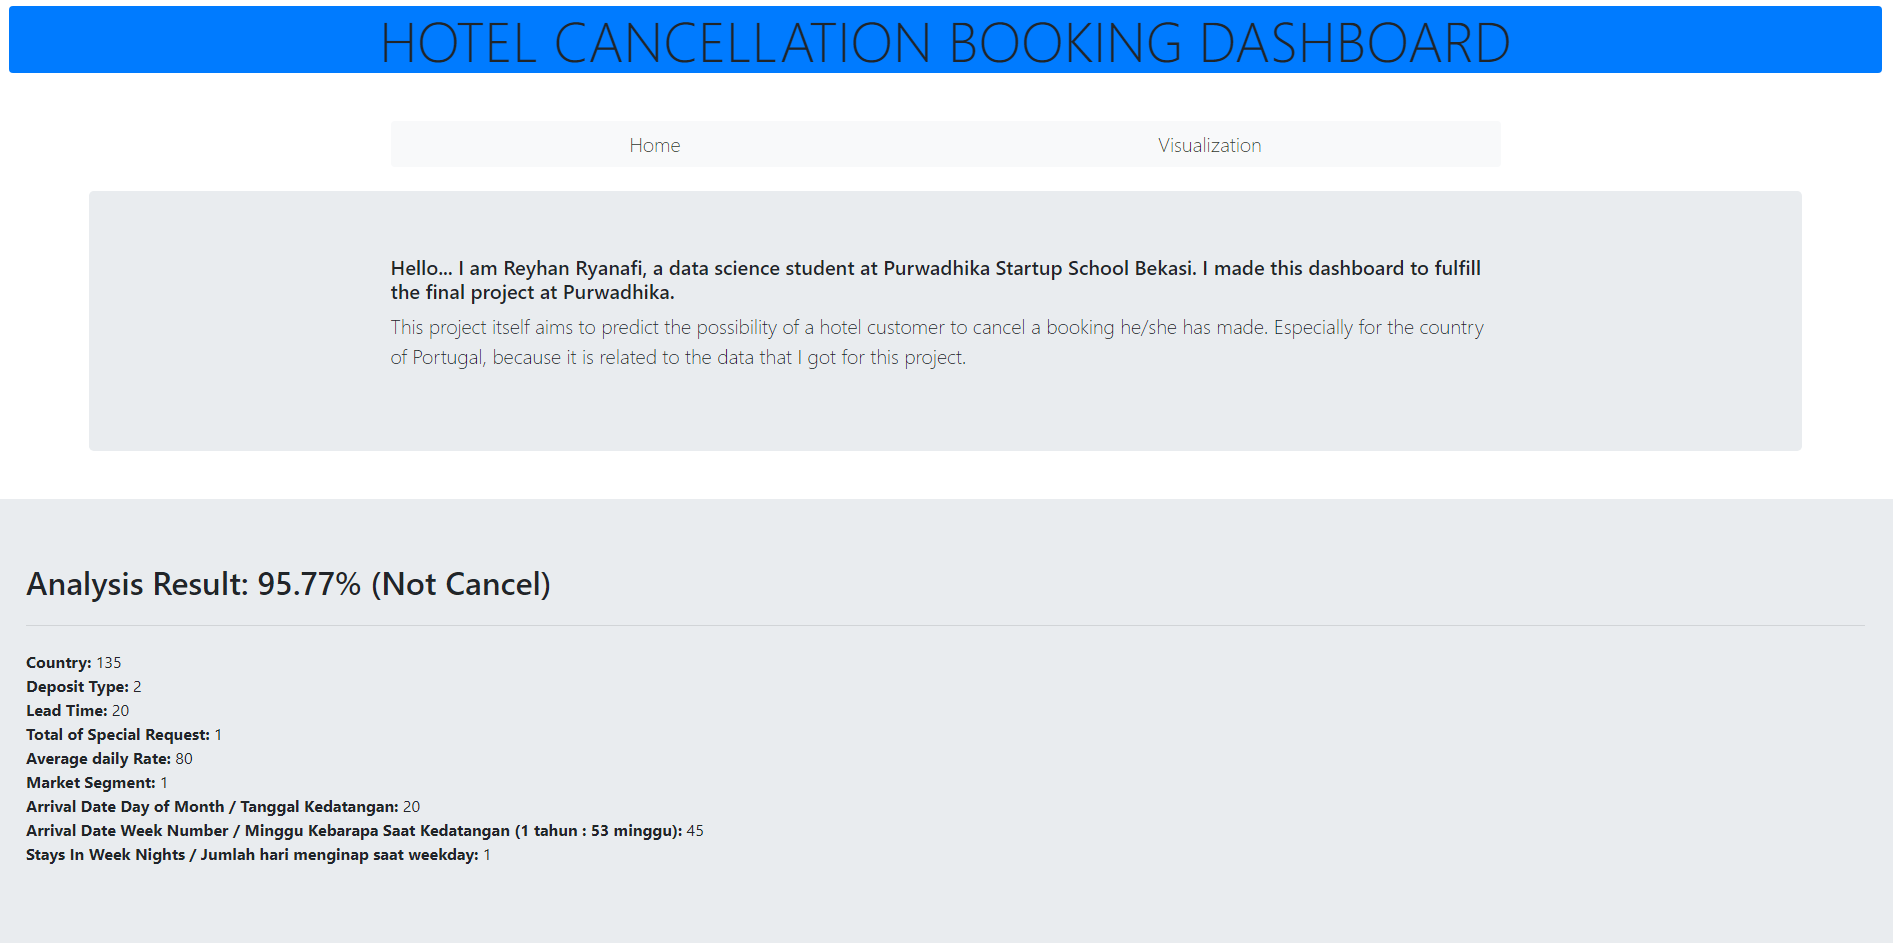 HOTEL CANCELLATION BOOKING DASHBOARD
Home
Visualization
Hello... I am Reyhan Ryanafi, a data science student at Purwadhika Startup School Bekasi. I made this dashboard to fulfill
the final project at Purwadhika.
This project itself aims to predict the possibility of a hotel customer to cancel a booking he/she has made. Especially for the country
of Portugal, because it is related to the data that I got for this project.
Analysis Result: 95.77% (Not Cancel)
Country: 135
Deposit Type: 2
Lead Time: 20
Total of Special Request: 1
Average daily Rate: 80
Market Segment: 1
Arrival Date Day of Month / Tanggal Kedatangan: 20
Arrival Date Week Number / Minggu Kebarapa Saat Kedatangan (1 tahun : 53 minggu): 45
Stays In Week Nights / Jumlah hari menginap saat weekday: 1